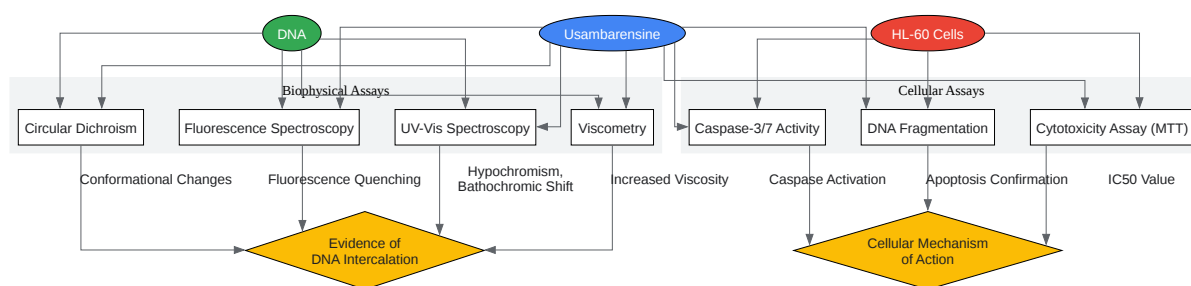 DNA
Usambarensine
HL-60 Cells
Biophysical Assays
Cellular Assays
Circular Dichroism
Fluorescence Spectroscopy
UV-Vis Spectroscopy
Viscometry
Caspase-3/7 Activity
DNA Fragmentation
Cytotoxicity Assay (MTT)
Conformational Changes
Fluorescence Quenching
Hypochromism,
Bathochromic Shift
Increased Viscosity
Caspase Activation
Apoptosis Confirmation
IC50 Value
Evidence of
DNA Intercalation
Cellular Mechanism
of Action